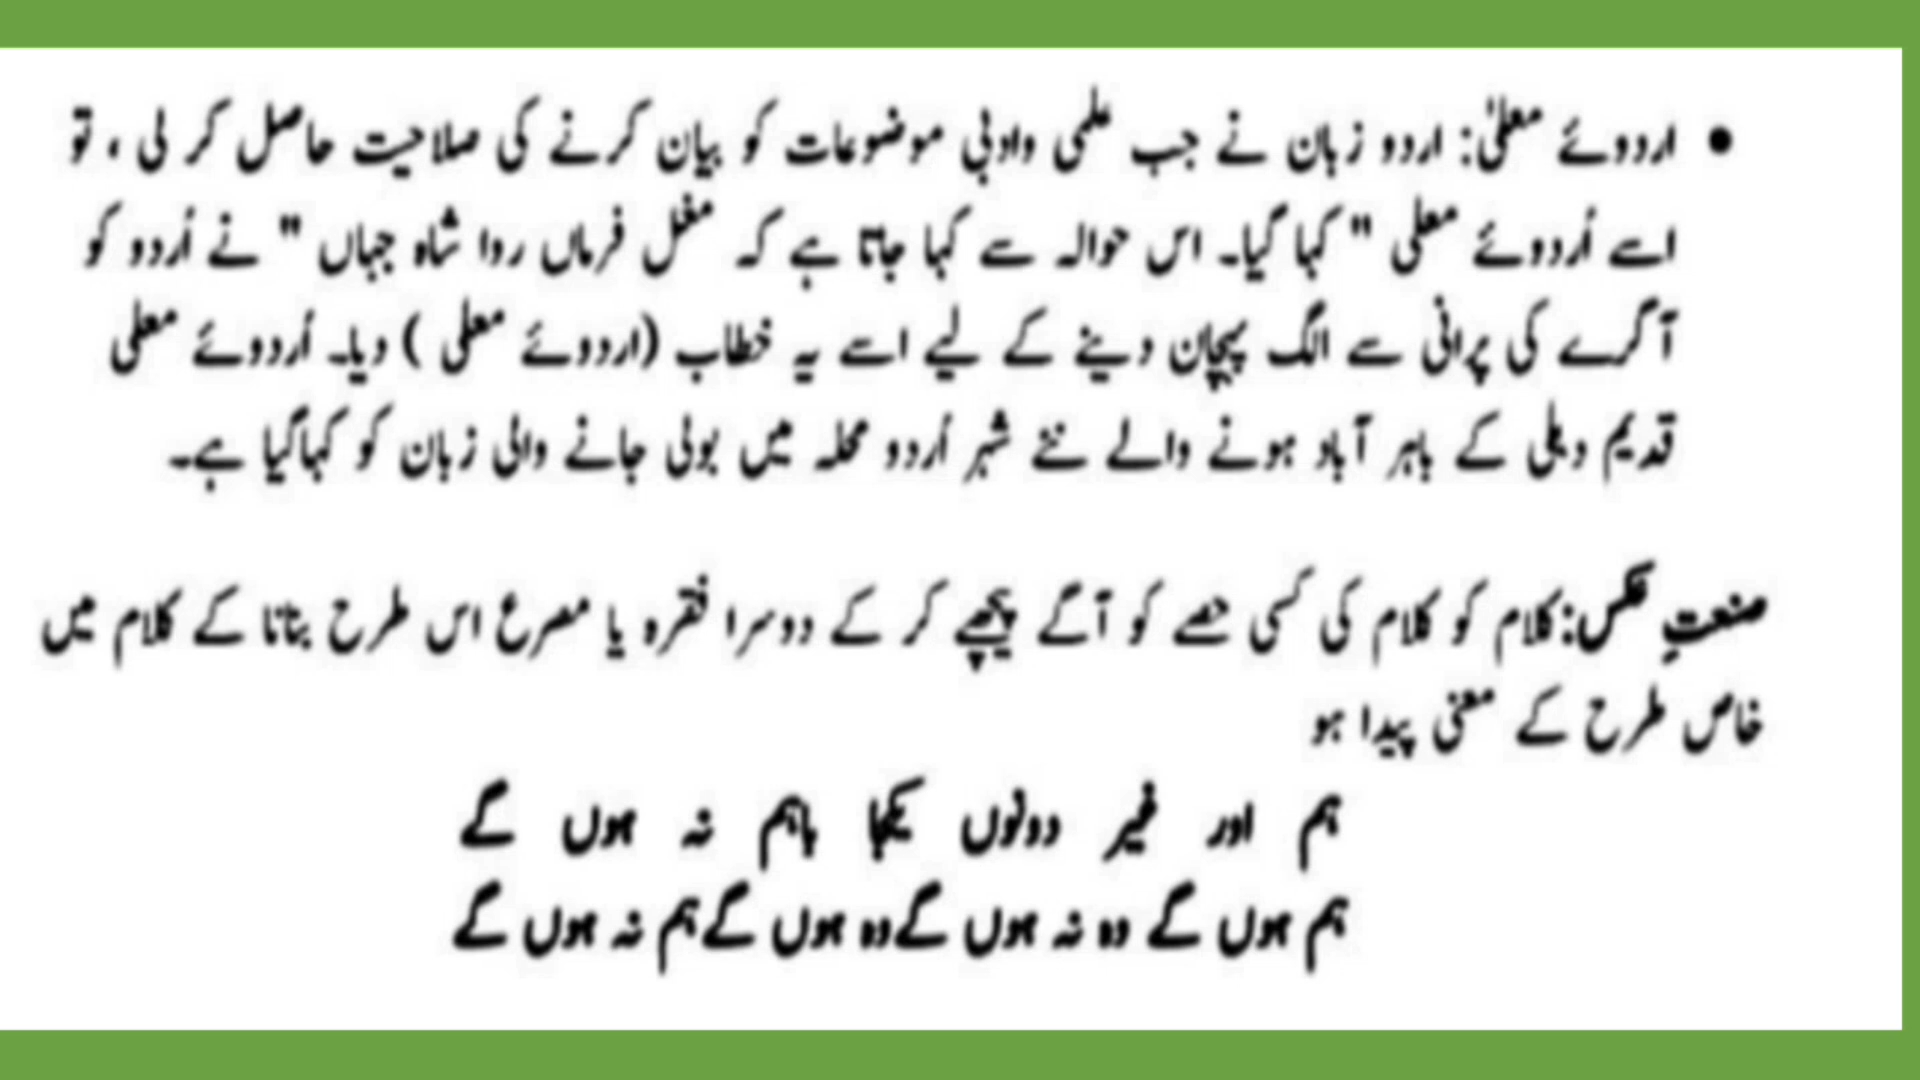 • اردوئے معلیٰ: اردو زبان نے جب علمی وادبی موضوعات کو بیان کرنے کی صلاحیت حاصل کر لی ، تو
اسے اُردوئے معلی " کہا گیا۔ اس حوالہ سے کہا جاتا ہے کہ مغل فرماں روا شاہ جہاں " نے اُردو کو
آگرے کی پرانی سے الگ پہچان دینے کے لیے اسے یہ خطاب (اردوئے معلی ) دیا۔ اُردوئے معلی
قدیم دہلی کے باہر آباد ہونے والے نئے شہر اُردو محلہ میں بولی جانے والی زبان کو کہا گیا ہے۔
صنعتِ عکس: کلام کو کلام کی کسی حصے کو آگے پیچھے کر کے دوسرا فقرہ یا مصرع اس طرح بنانا کے کلام میں
خاص طرح کے معنی پیدا ہو
ہم اور غیر دونوں یکجا باہم نہ ہوں گے
ہم ہوں گے وہ نہ ہوں گے وہ ہوں گے ہم نہ ہوں گے